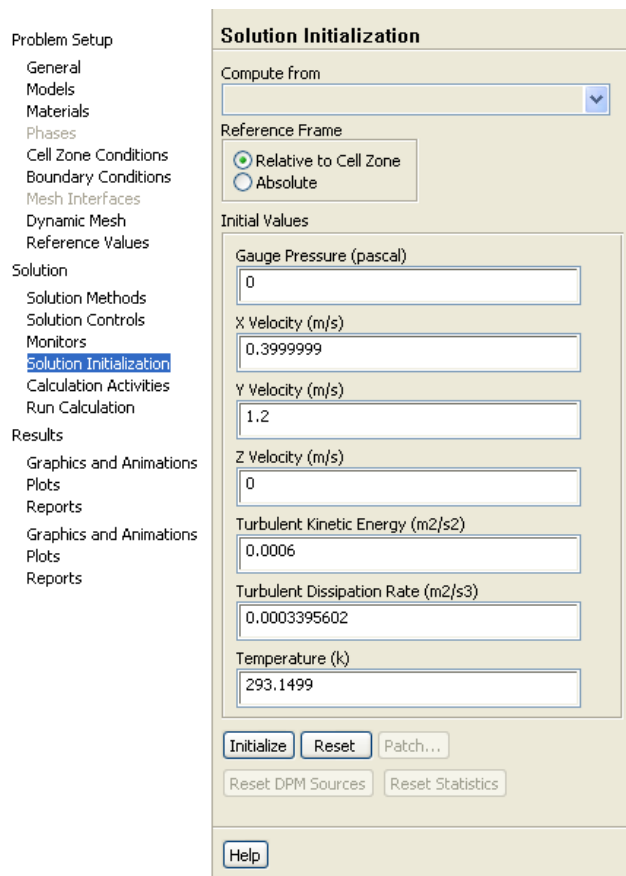 Problem Setup
General
Models
Materials
Phases
Cell Zone Conditions
Boundary Conditions
Mesh Interfaces
Dynamic Mesh
Reference Values
Solution
Solution Methods
Solution Controls
Monitors
Solution Initialization
Calculation Activities
Run Calculation
Results
Graphics and Animations
Plots
Reports
Graphics and Animations
Plots
Reports
Solution Initialization
Compute from
Reference Frame
Relative to Cell Zone
Absolute
Initial Values
Gauge Pressure (pascal)
0
X Velocity (m/s)
0.3999999
Y Velocity (m/s)
1.2
Z Velocity (m/s)
0
Turbulent Kinetic Energy (m2/s2)
0.0006
Turbulent Dissipation Rate (m2/s3)
0.0003395602
Temperature (k)
293.1499
Initialize Reset Patch...
Reset DPM Sources Reset Statistics
Help